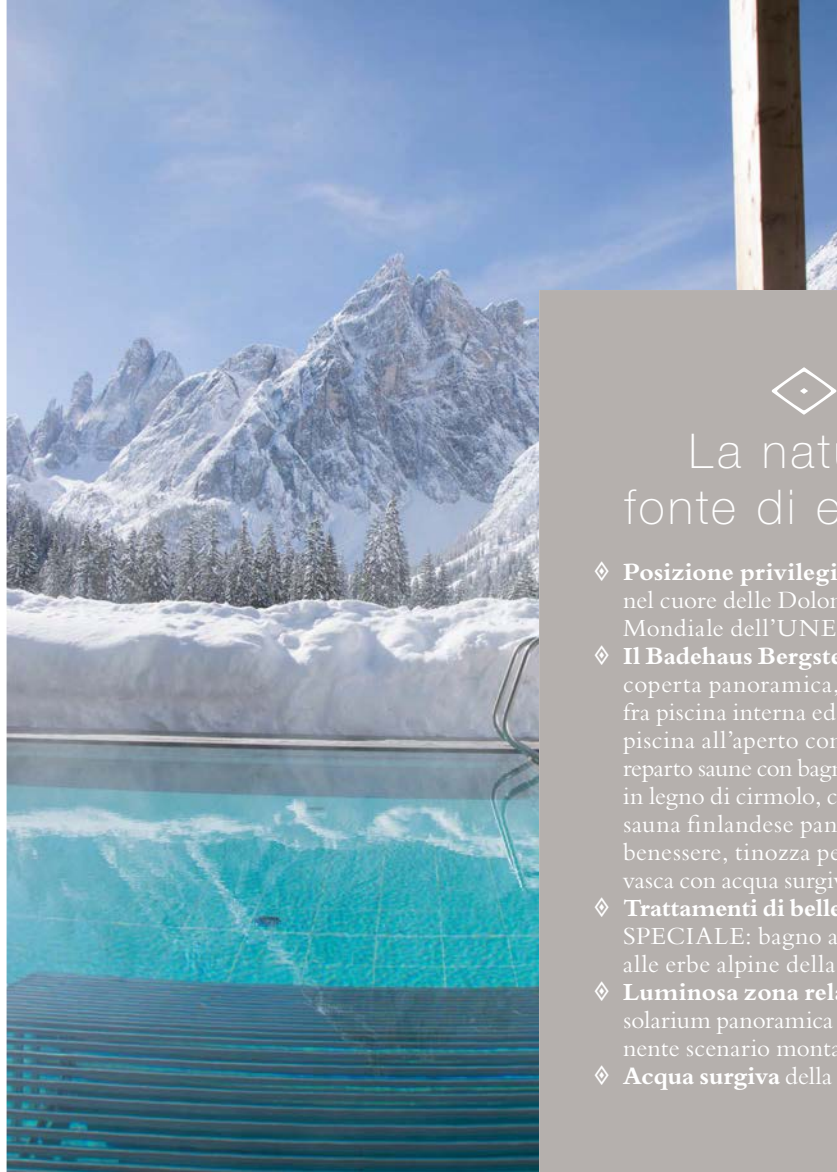 La natu
fonte di e
Posizione privilegi
nel cuore delle Dolom
Mondiale dell'UNE
Il Badehaus Bergste
coperta panoramica,
fra piscina interna ed
piscina all'aperto con
reparto saune con bagn
in legno di cirmolo, c
sauna finlandese pan
benessere, tinozza pe
vasca con acqua surgiv
Trattamenti di belle
SPECIALE: bagno a
alle erbe alpine della
Luminosa zona rela
solarium panoramica
nente scenario monta
Acqua surgiva della